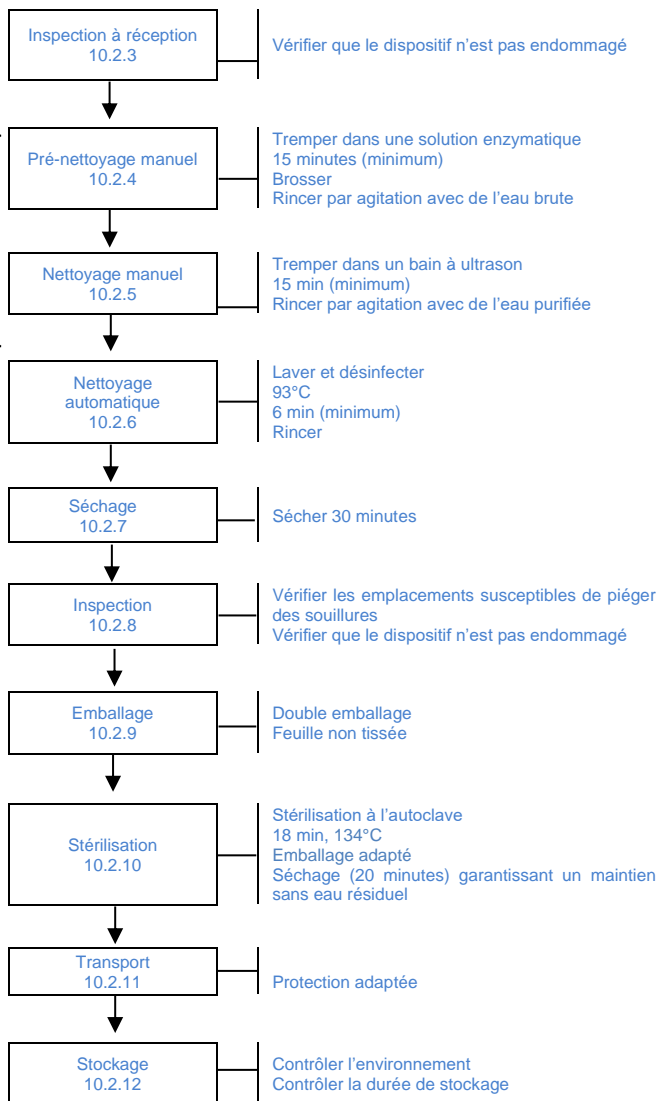 Inspection à réception
10.2.3
Vérifier que le dispositif n'est pas endommagé
Pré-nettoyage manuel
10.2.4
Tremper dans une solution enzymatique
15 minutes (minimum)
Brosser
Rincer par agitation avec de l'eau brute
Nettoyage manuel
10.2.5
Tremper dans un bain à ultrason
15 min (minimum)
Rincer par agitation avec de l'eau purifiée
Nettoyage
automatique
10.2.6
Laver et désinfecter
93°C
6 min (minimum)
Rincer
Séchage
10.2.7
Sécher 30 minutes
Inspection
10.2.8
Vérifier les emplacements susceptibles de piéger
des souillures
Vérifier que le dispositif n'est pas endommagé
Emballage
10.2.9
Double emballage
Feuille non tissée
Stérilisation
10.2.10
Stérilisation à l'autoclave
18 min, 134°C
Emballage adapté
Séchage (20 minutes) garantissant un maintien
sans eau résiduel
Transport
10.2.11
Protection adaptée
Stockage
10.2.12
Contrôler l'environnement
Contrôler la durée de stockage